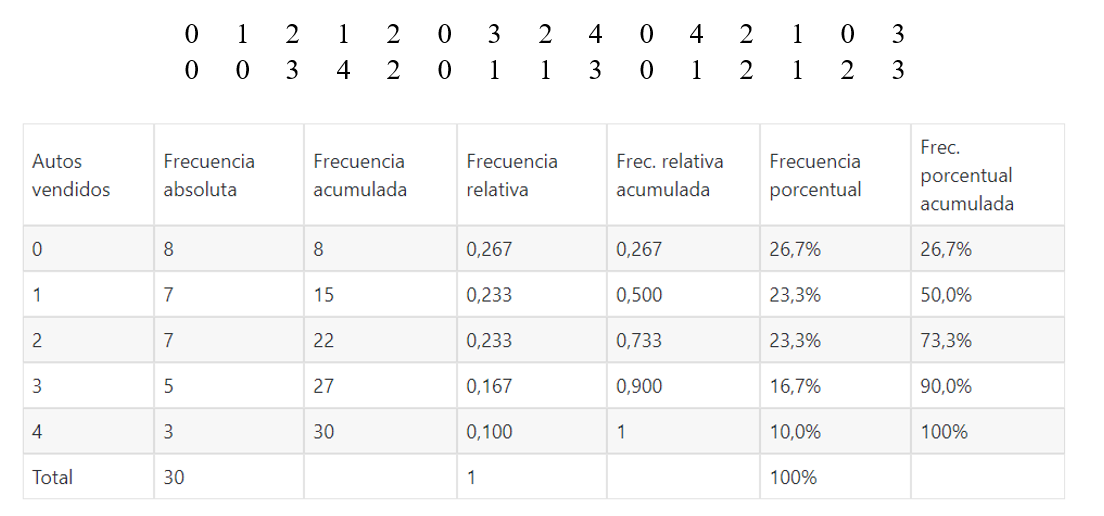 0 1 2 1 2 0 3 2 4 0 4 2 1 0 3
0 0 3 4 2 0 1 1 3 0 1 2 1 2 3
Autos vendidos Frecuencia absoluta Frecuencia acumulada Frecuencia relativa Frec. relativa acumulada Frecuencia porcentual Frec. porcentual acumulada
0 8 8 0,267 0,267 26,7% 26,7%
1 7 15 0,233 0,500 23,3% 50,0%
2 7 22 0,233 0,733 23,3% 73,3%
3 5 27 0,167 0,900 16,7% 90,0%
4 3 30 0,100 1 10,0% 100%
Total 30 1 100%